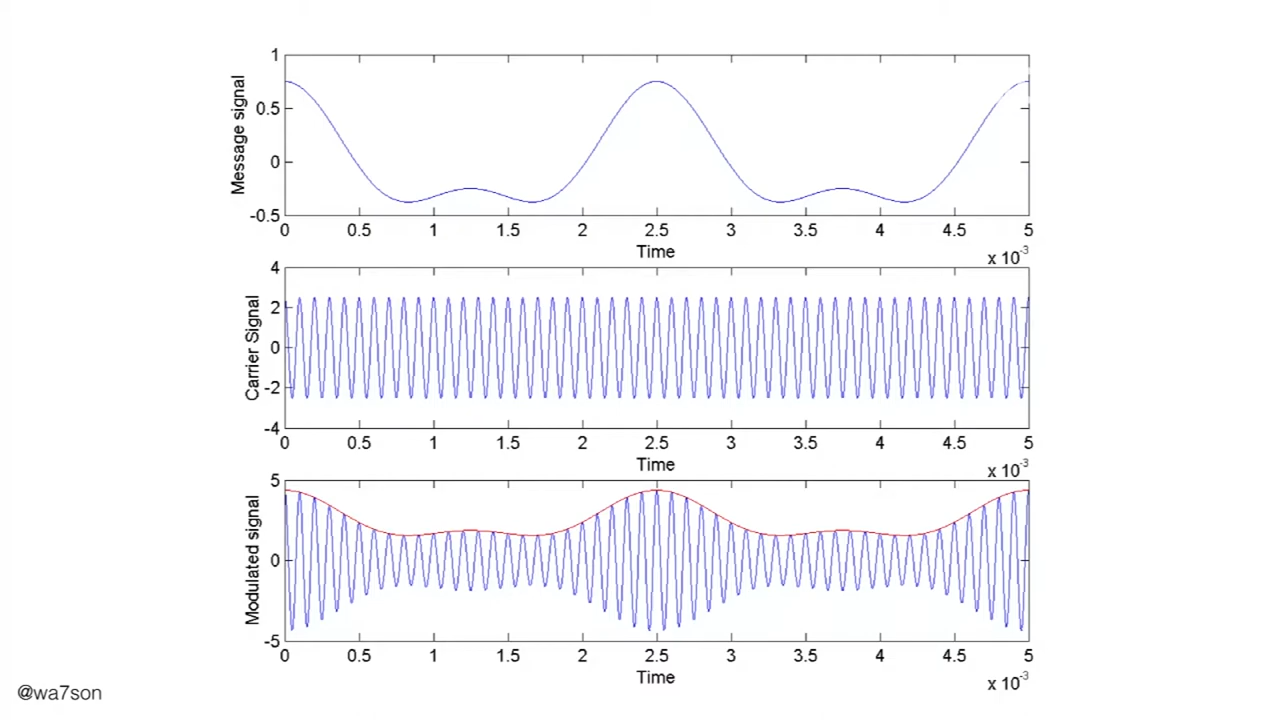 1
0.5
0
-0.5
Message signal
0 0.5 1 1.5 2 2.5 3 3.5 4 4.5 5
Time
x 10-3
4
2
0
-2
-4
Carrier Signal
0 0.5 1 1.5 2 2.5 3 3.5 4 4.5 5
Time
x 10-3
5
0
-5
Modulated signal
0 0.5 1 1.5 2 2.5 3 3.5 4 4.5 5
Time
x 10-3
@wa7son